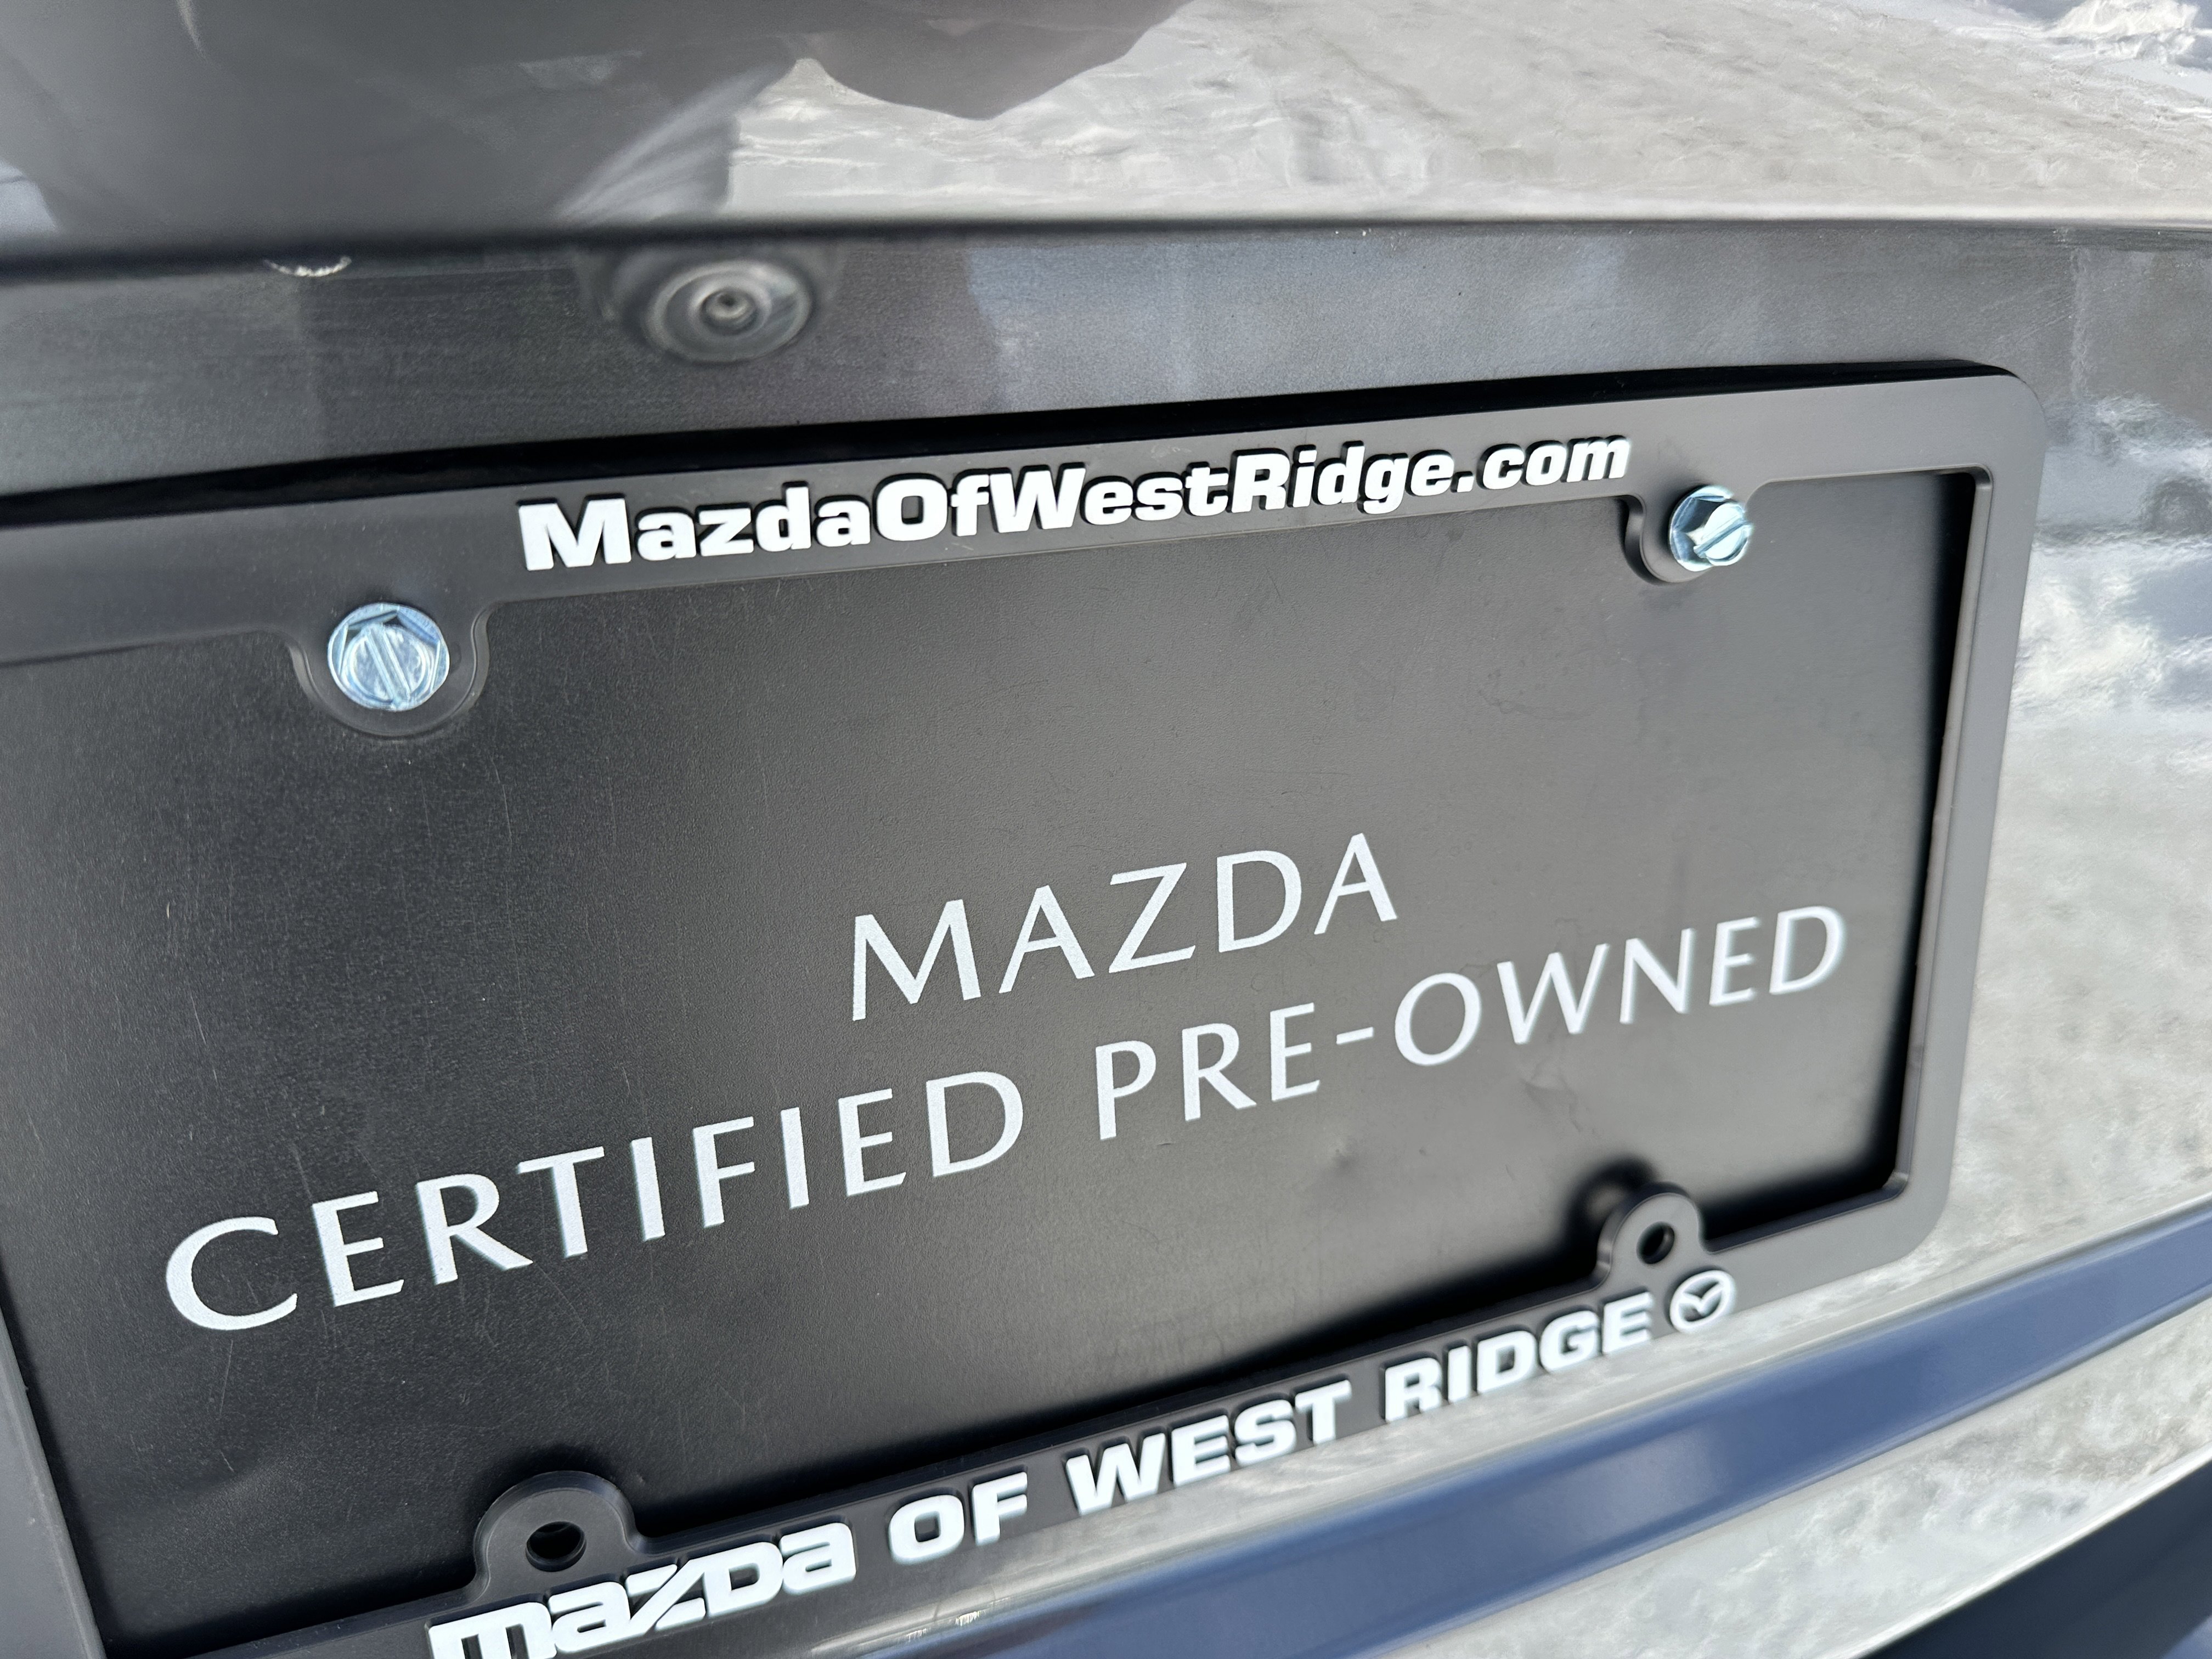 MazdaOfWestRidge.com
MAZDA
CERTIFIED PRE-OWNED
mazDa OF WEST RIDGE